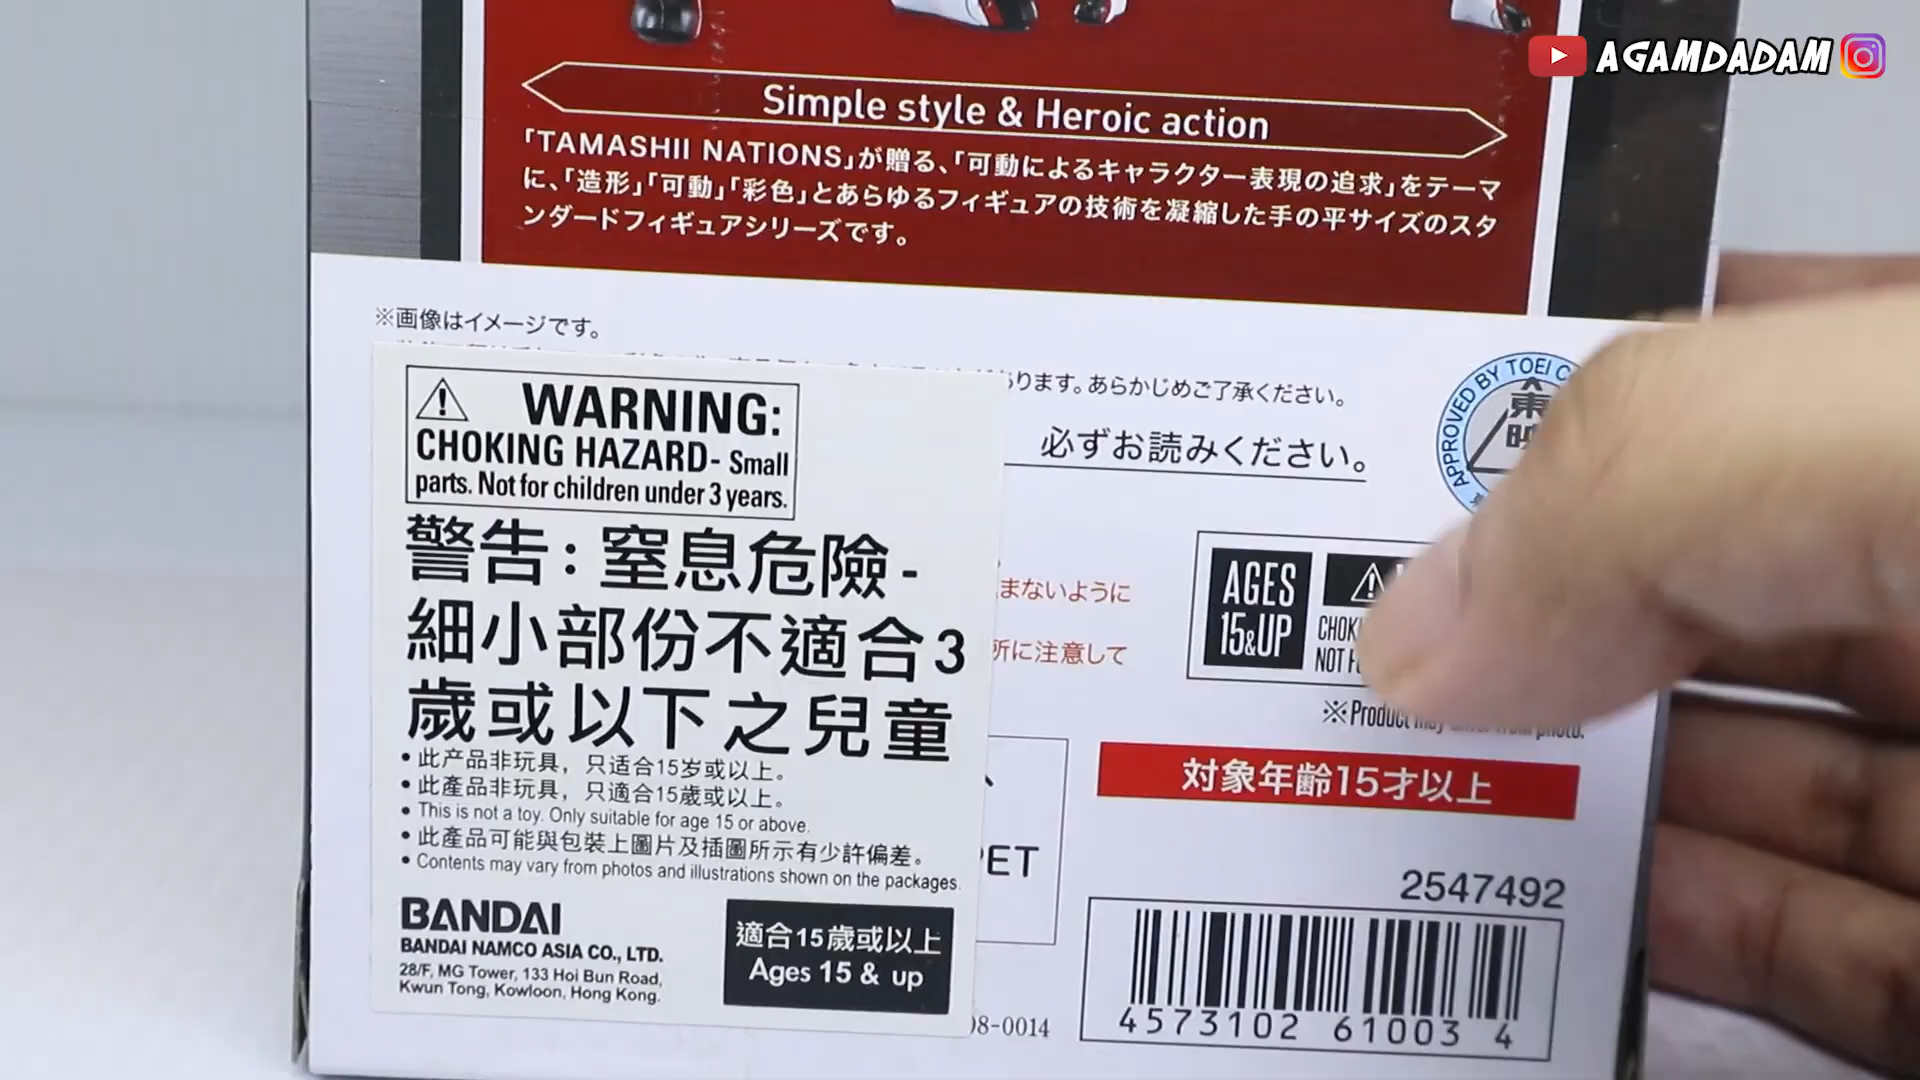 AGAMDADAM
Simple style & Heroic action
「TAMASHII NATIONS」が贈る、「可動によるキャラクター表現の追求」をテーマ
に、「造形」「可動」「彩色」とあらゆるフィギュアの技術を凝縮した手の平サイズのスタ
ンダードフィギュアシリーズです。
※画像はイメージです。
あります。あらかじめご了承ください。
必ずお読みください。
APPROVED BY TOEI
東
映
WARNING:
CHOKING HAZARD- Small
parts. Not for children under 3 years.
警告:窒息危險-
細小部份不適合3
歲或以下之兒童
• 此产品非玩具，只适合15岁或以上。
• 此產品非玩具，只適合15歲或以上。
• This is not a toy. Only suitable for age 15 or above.
• 此產品可能與包裝上圖片及插圖所示有少許偏差。
• Contents may vary from photos and illustrations shown on the packages.
BANDAI
BANDAI NAMCO ASIA CO., LTD.
28/F, MG Tower, 133 Hoi Bun Road,
Kwun Tong, Kowloon, Hong Kong.
適合15歲或以上
Ages 15 & up
まないように
所に注意して
AGES
15&UP
NOT
※Product may differ from photo.
対象年齢15才以上
PET
2547492
08-0014
4573102 61003 4